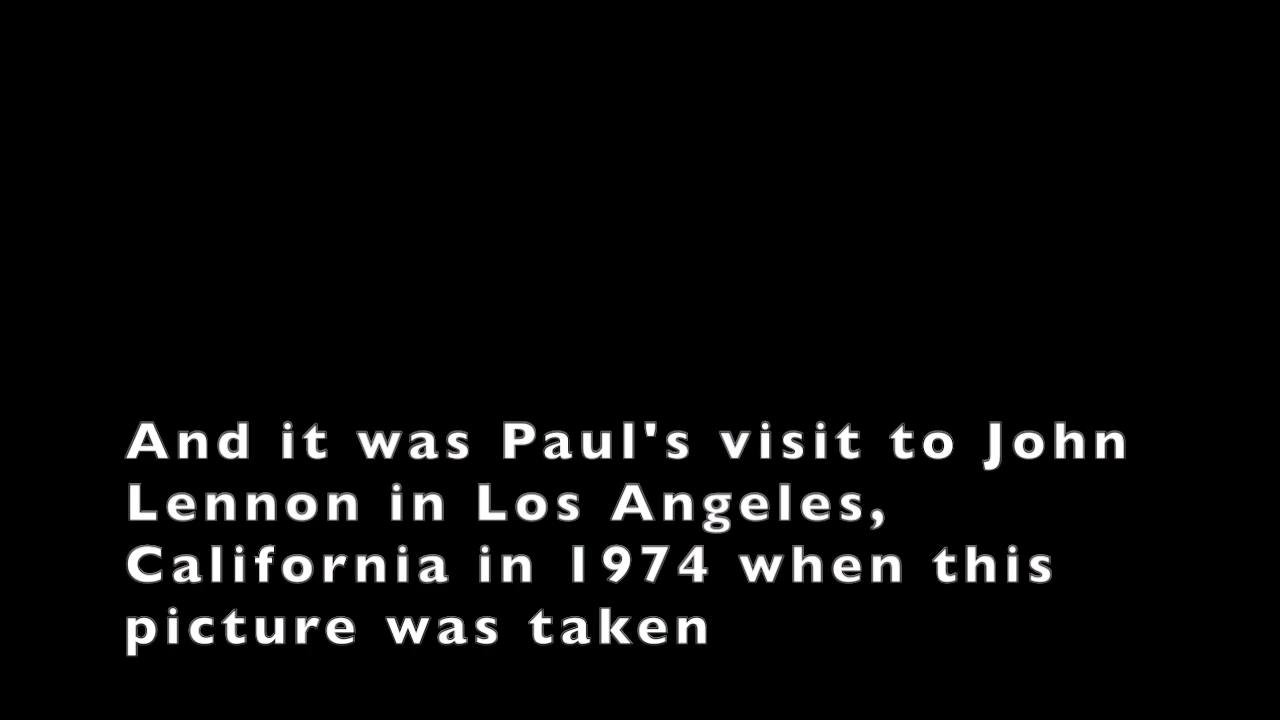 And it was Paul's visit to John
Lennon in Los Angeles,
California in 1974 when this
picture was taken